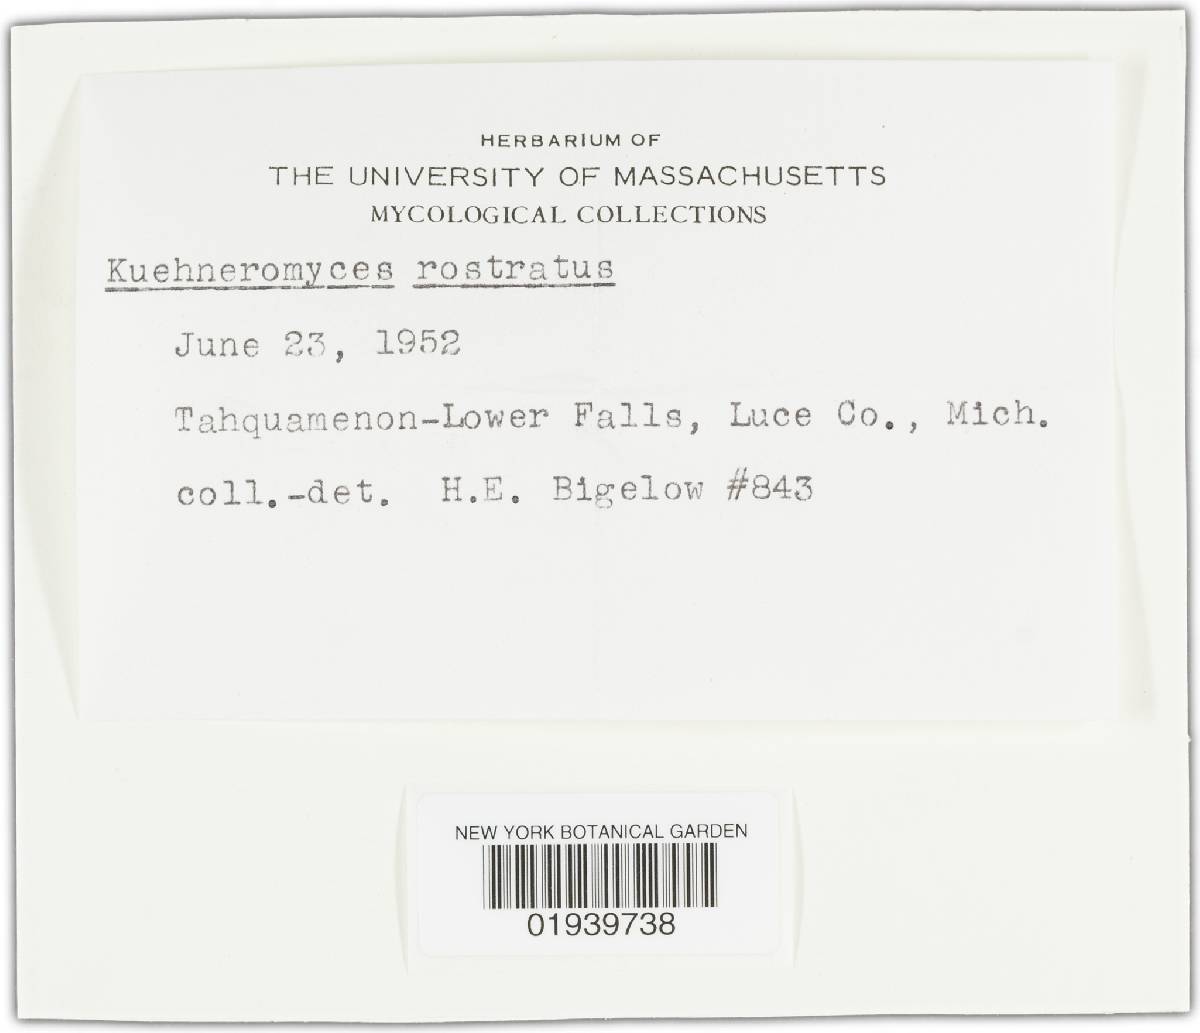 HERBARIUM OF
THE UNIVERSITY OF MASSACHUSETTS
MYCOLOGICAL COLLECTIONS
Kuehneromyces rostratus
June 23, 1952
Tahquamenon-Lower Falls, Luce Co., Mich.
coll.-det. H.E. Bigelow #843
NEW YORK BOTANICAL GARDEN
01939738